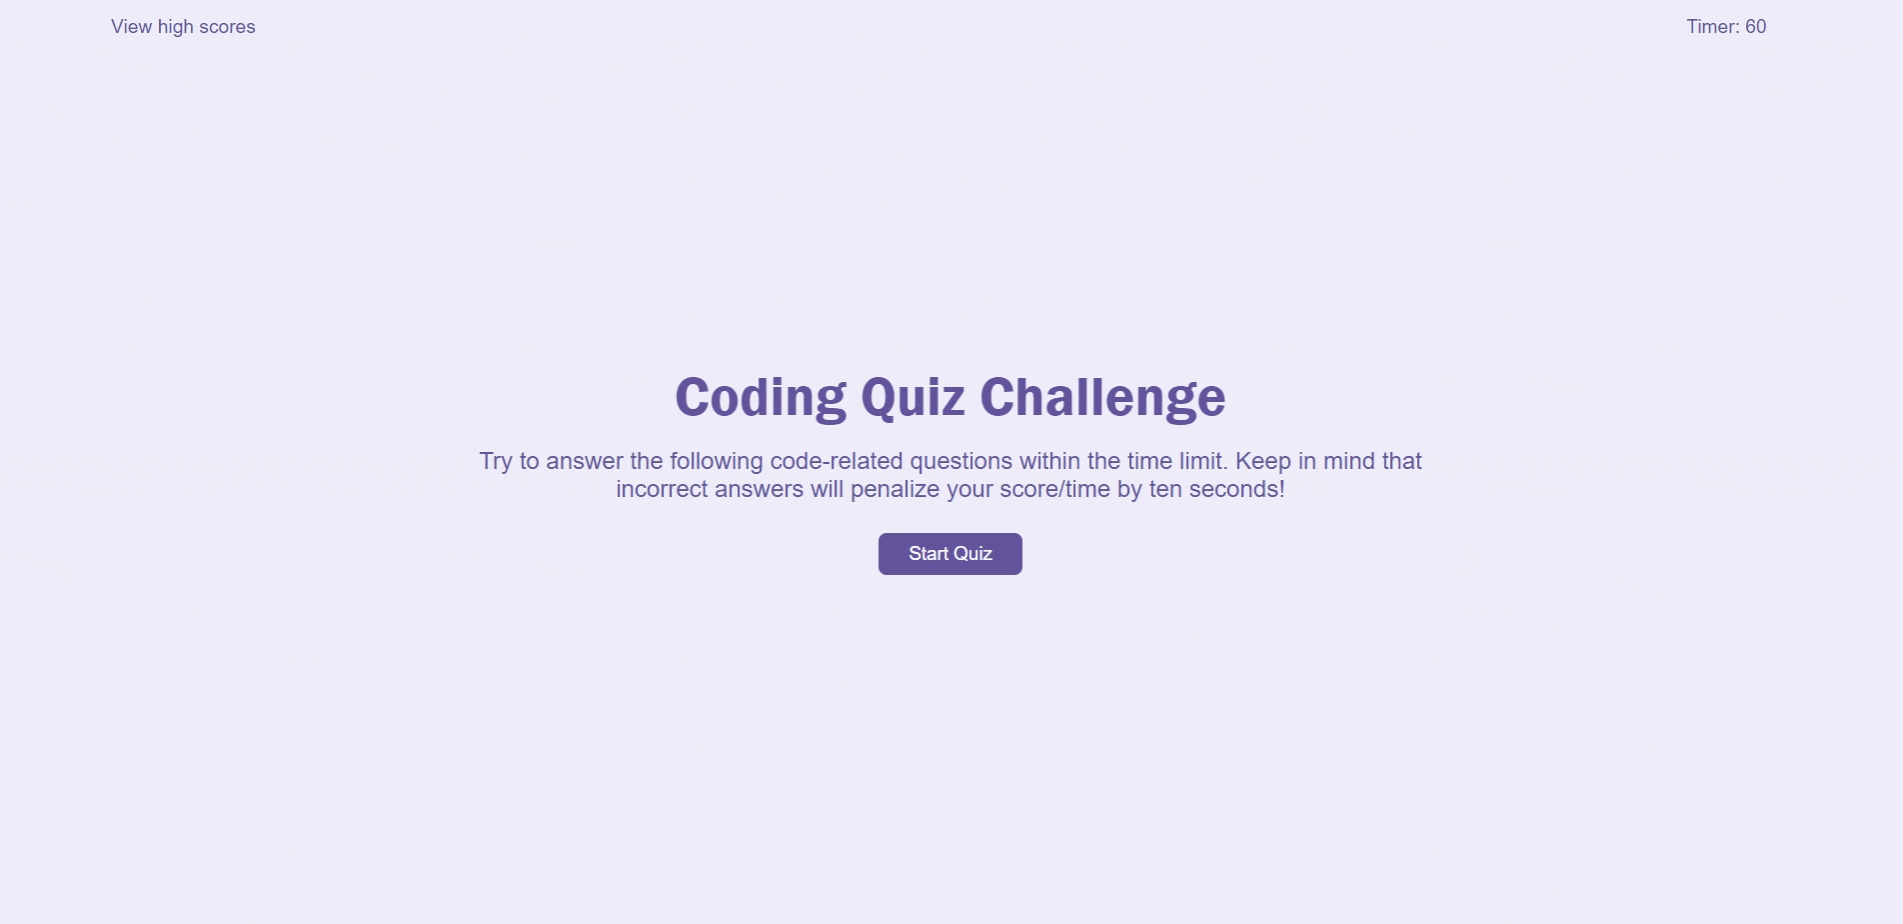 View high scores
Timer: 60
Coding Quiz Challenge
Try to answer the following code-related questions within the time limit. Keep in mind that
incorrect answers will penalize your score/time by ten seconds!
Start Quiz